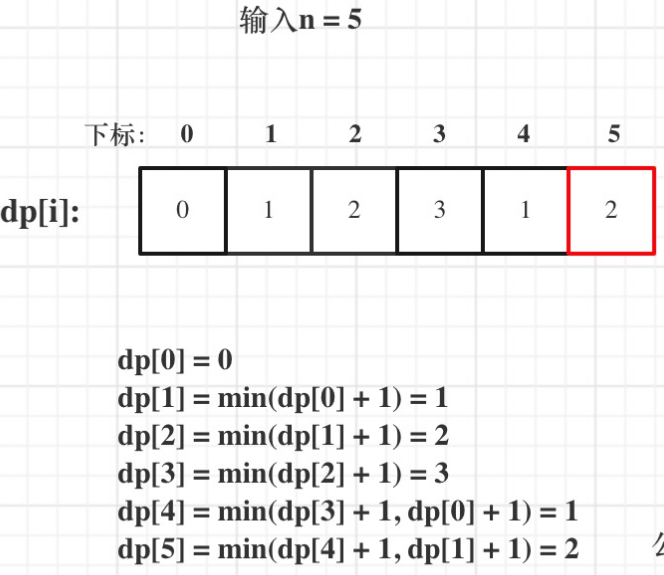 输入n = 5
下标: 0 1 2 3 4 5
dp[i]: 0 1 2 3 1 2
dp[0] = 0
dp[1] = min(dp[0] + 1) = 1
dp[2] = min(dp[1] + 1) = 2
dp[3] = min(dp[2] + 1) = 3
dp[4] = min(dp[3] + 1, dp[0] + 1) = 1
dp[5] = min(dp[4] + 1, dp[1] + 1) = 2